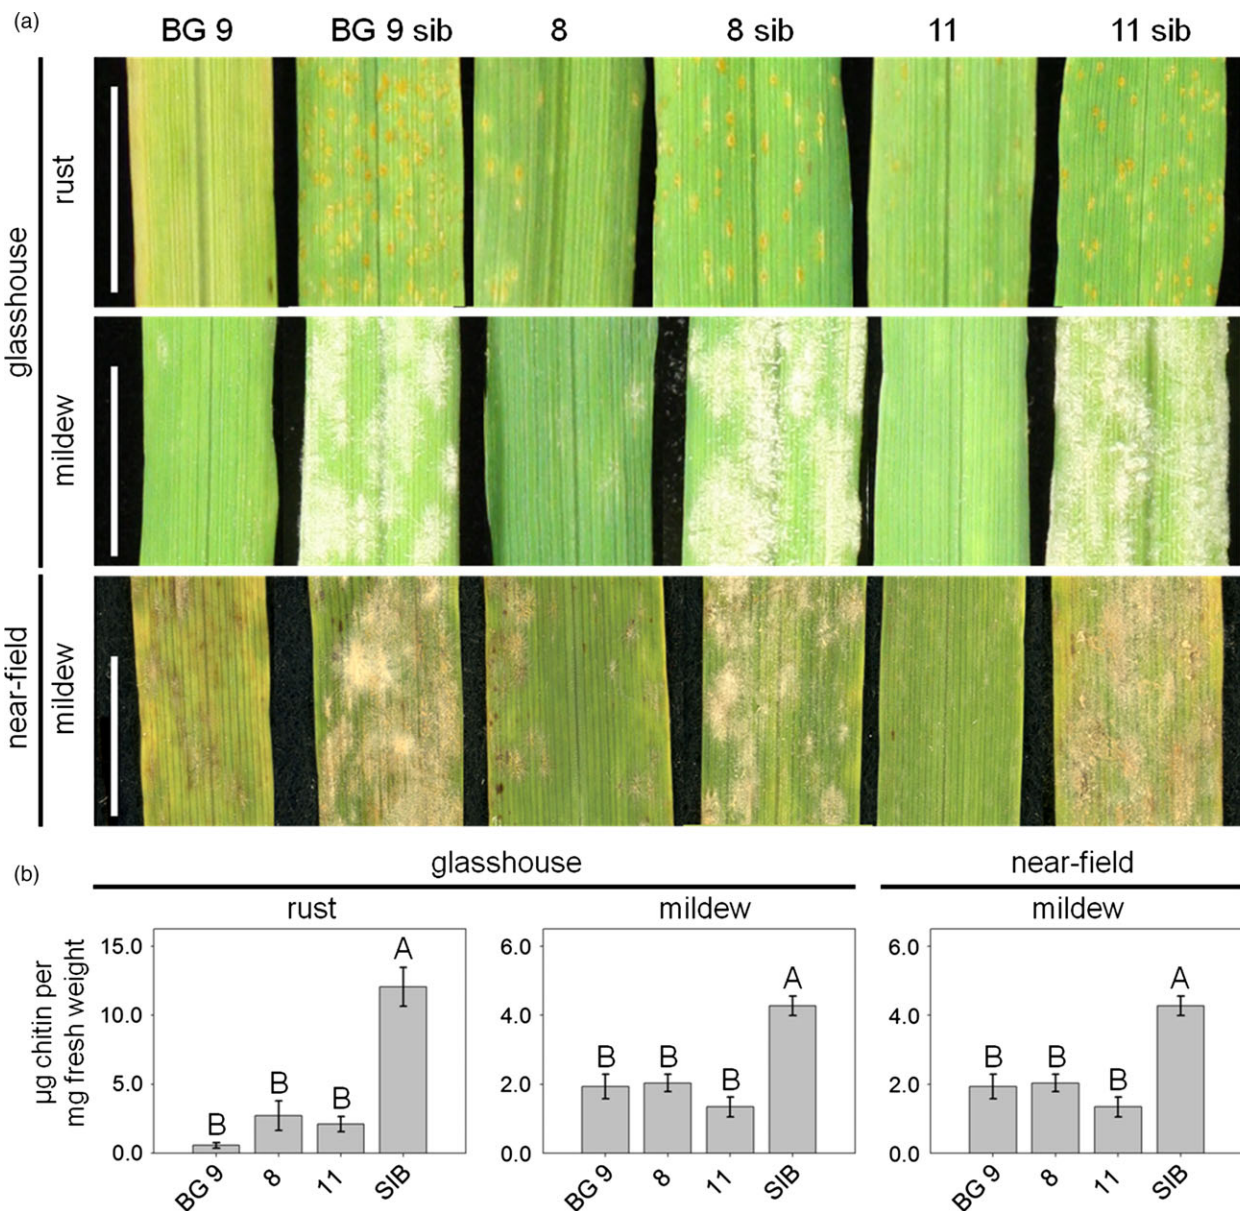 (a)
BG 9 BG 9 sib 8 8 sib 11 11 sib
glasshouse
rust
mildew
near-field
mildew
(b)
glasshouse near-field
rust mildew mildew
µg chitin per
mg fresh weight
15.0
10.0
5.0
0.0
B B B A
BG 9 8 11 SIB
6.0
4.0
2.0
0.0
B B B A
BG 9 8 11 SIB
6.0
4.0
2.0
0.0
B B B A
BG 9 8 11 SIB